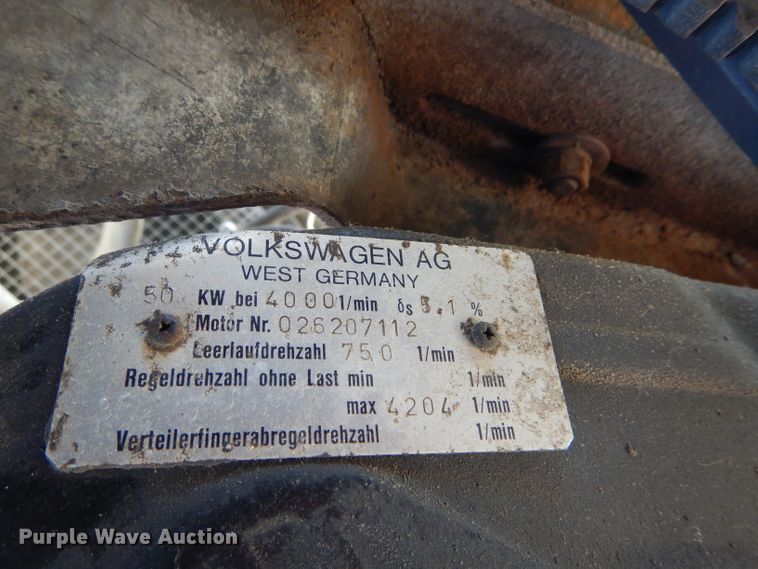 VOLKSWAGEN AG
WEST GERMANY
50 KW bei 4000 1/min δs 5.1 %
Motor Nr. 026207112
Leerlaufdrehzahl 750 1/min
Regeldrehzahl ohne Last min 1/min
max 4204 1/min
Verteilerfingerabregeldrehzahl 1/min
Purple Wave Auction